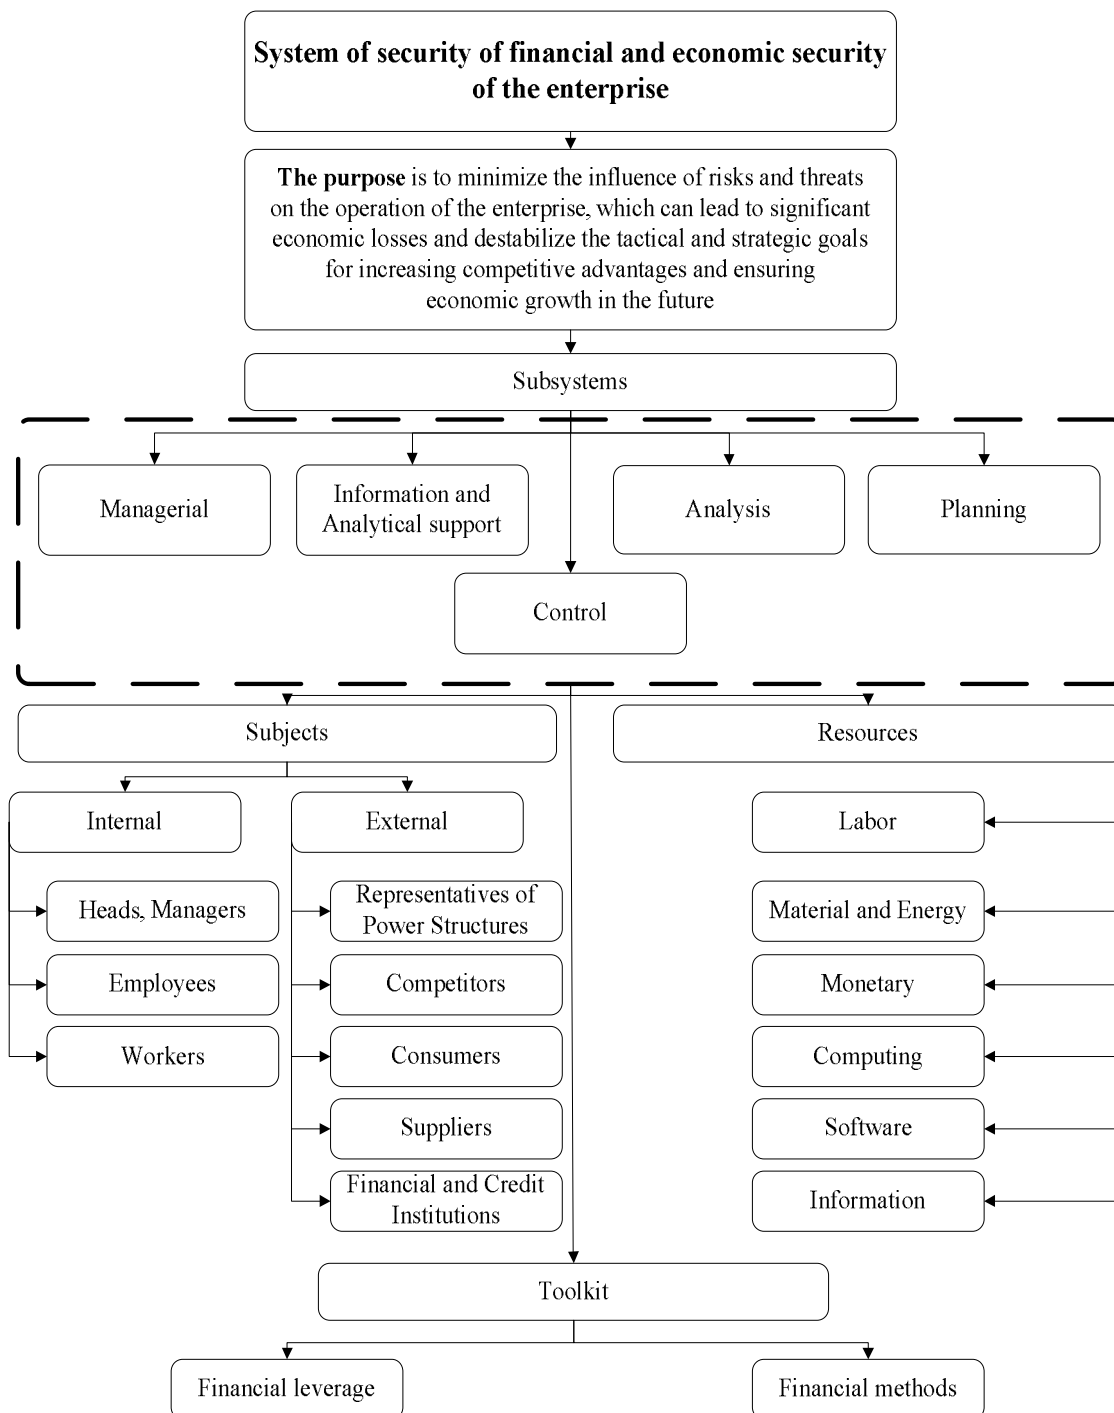 System of security of financial and economic security
of the enterprise
The purpose is to minimize the influence of risks and threats
on the operation of the enterprise, which can lead to significant
economic losses and destabilize the tactical and strategic goals
for increasing competitive advantages and ensuring
economic growth in the future
Subsystems
Managerial
Information and
Analytical support
Analysis
Planning
Control
Subjects
Resources
Internal
External
Labor
Heads, Managers
Representatives of
Power Structures
Material and Energy
Employees
Competitors
Monetary
Workers
Consumers
Computing
Suppliers
Software
Financial and Credit
Institutions
Information
Toolkit
Financial leverage
Financial methods